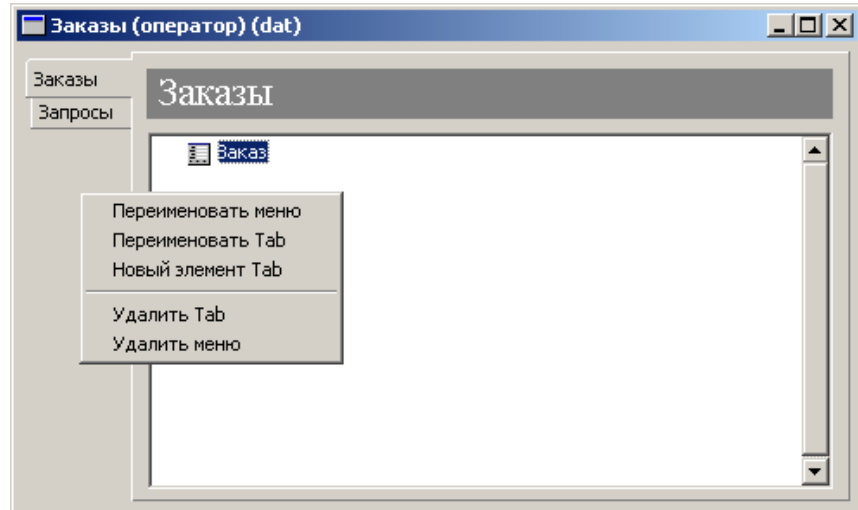 Заказы (оператор) (dat)
Заказы
Запросы
Заказы
Заказ
Переименовать меню
Переименовать Tab
Новый элемент Tab
Удалить Tab
Удалить меню